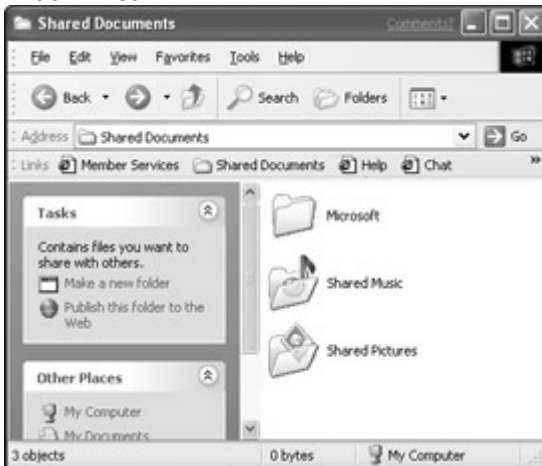 Shared Documents Comments?
File Edit View Favorites Tools Help
Back Search Folders
Address Shared Documents Go
Links Member Services Shared Documents Help Chat »
Tasks
Contains files you want to
share with others.
Make a new folder
Publish this folder to the
Web
Other Places
My Computer
My Documents
Microsoft
Shared Music
Shared Pictures
3 objects 0 bytes My Computer